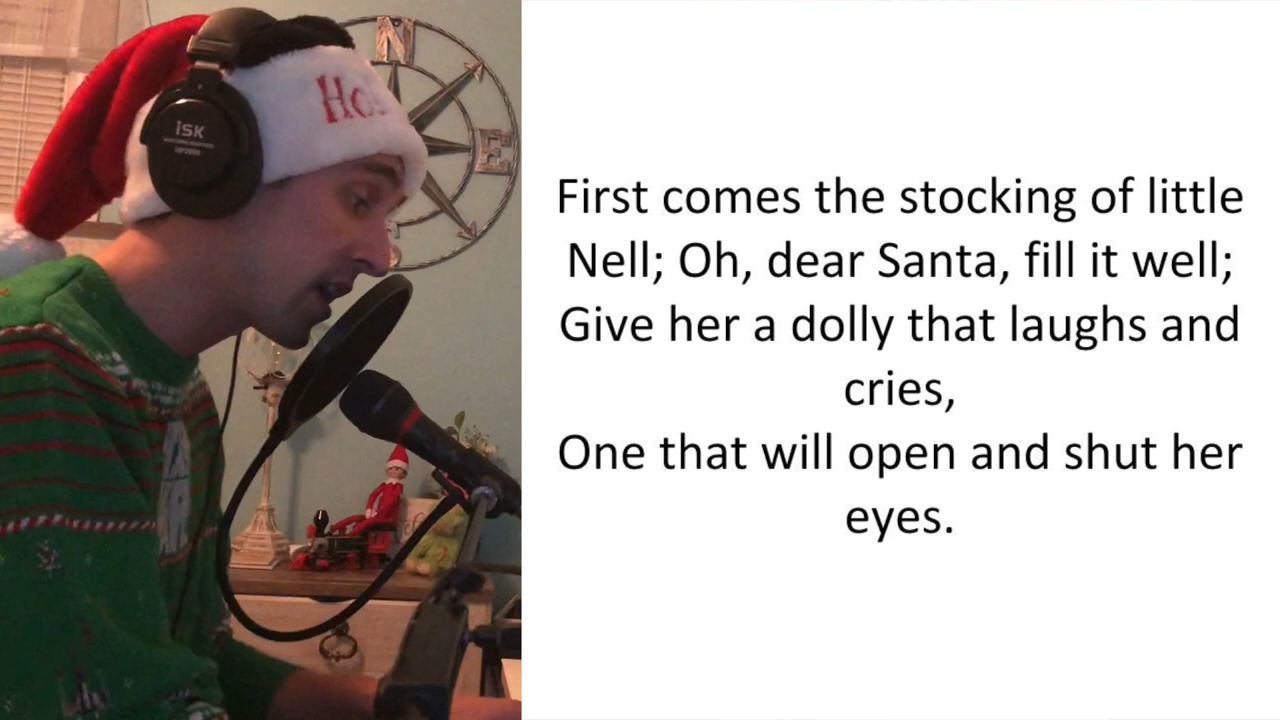 Ho
iSK
N
E
First comes the stocking of little
Nell; Oh, dear Santa, fill it well;
Give her a dolly that laughs and
cries,
One that will open and shut her
eyes.